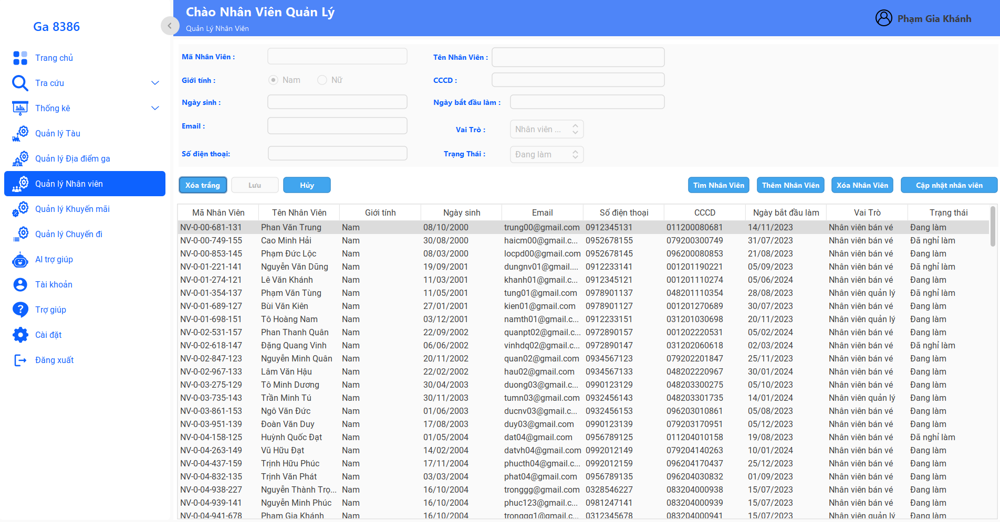 Ga 8386
Trang chủ
Tra cứu
Thống kê
Quản lý Tàu
Quản lý Địa điểm ga
Quản lý Nhân viên
Quản lý Khuyến mãi
Quản lý Chuyến đi
AI trợ giúp
Tài khoản
Trợ giúp
Cài đặt
Đăng xuất
Chào Nhân Viên Quản Lý
Quản Lý Nhân Viên
Phạm Gia Khánh
Mã Nhân Viên :
Tên Nhân Viên :
Giới tính : Nam Nữ
CCCD :
Ngày sinh :
Ngày bắt đầu làm :
Email :
Vai Trò : Nhân viên ...
Số điện thoại:
Trạng Thái : Đang làm
Xóa trắng Lưu Hủy Tìm Nhân Viên Thêm Nhân Viên Xóa Nhân Viên Cập nhật nhân viên
Mã Nhân Viên Tên Nhân Viên Giới tính Ngày sinh Email Số điện thoại CCCD Ngày bắt đầu làm Vai Trò Trạng thái
NV-0-00-681-131 Phan Văn Trung Nam 08/10/2000 trung00@gmail.com 0912345131 011200080681 14/11/2023 Nhân viên bán vé Đang làm
NV-0-00-749-155 Cao Minh Hải Nam 30/08/2000 haicm00@gmail.c... 0952678155 079200300749 31/07/2023 Nhân viên bán vé Đã nghỉ làm
NV-0-00-853-145 Phạm Đức Lộc Nam 08/03/2000 locpd00@gmail.com 0952678145 096200080853 21/08/2023 Nhân viên bán vé Đang làm
NV-0-01-221-141 Nguyễn Văn Dũng Nam 19/09/2001 dungnv01@gmail.... 0912233141 001201190221 05/09/2023 Nhân viên bán vé Đã nghỉ làm
NV-0-01-274-121 Lê Văn Khánh Nam 11/03/2001 khanh01@gmail.c... 0912345121 001201110274 05/06/2024 Nhân viên bán vé Đang làm
NV-0-01-354-137 Phạm Văn Tùng Nam 11/05/2001 tung01@gmail.com 0978901137 048201110354 28/08/2023 Nhân viên quản lý Đã nghỉ làm
NV-0-01-689-127 Bùi Văn Kiên Nam 27/01/2001 kien01@gmail.com 0978901127 001201270689 30/07/2023 Nhân viên bán vé Đang làm
NV-0-01-698-151 Tô Hoàng Nam Nam 03/12/2001 namth01@gmail.c... 0912233151 031201030698 20/11/2023 Nhân viên quản lý Đang làm
NV-0-02-531-157 Phan Thanh Quân Nam 22/09/2002 quanpt02@gmail.c... 0972890157 001202220531 05/02/2024 Nhân viên bán vé Đang làm
NV-0-02-618-147 Đặng Quang Vinh Nam 06/06/2002 vinhdq02@gmail.c... 0972890147 031202060618 02/03/2024 Nhân viên bán vé Đã nghỉ làm
NV-0-02-847-123 Nguyễn Minh Quân Nam 20/11/2002 quan02@gmail.com 0934567123 079202201847 25/11/2023 Nhân viên bán vé Đang làm
NV-0-02-967-133 Lâm Văn Hậu Nam 22/02/2002 hau02@gmail.com 0934567133 048202220967 30/01/2024 Nhân viên bán vé Đang làm
NV-0-03-275-129 Tô Minh Dương Nam 30/04/2003 duong03@gmail.c... 0990123129 048203300275 05/10/2023 Nhân viên bán vé Đang làm
NV-0-03-735-143 Trần Minh Tú Nam 30/11/2003 tumn03@gmail.com 0932456143 048203301735 14/01/2024 Nhân viên quản lý Đang làm
NV-0-03-861-153 Ngô Văn Đức Nam 01/06/2003 ducnv03@gmail.c... 0932456153 096203010861 05/08/2023 Nhân viên bán vé Đang làm
NV-0-03-951-139 Đoàn Văn Duy Nam 17/08/2003 duy03@gmail.com 0990123139 079203170951 05/12/2023 Nhân viên bán vé Đang làm
NV-0-04-158-125 Huỳnh Quốc Đạt Nam 01/05/2004 dat04@gmail.com 0956789125 011204010158 19/08/2023 Nhân viên bán vé Đã nghỉ làm
NV-0-04-263-149 Vũ Hữu Đạt Nam 14/02/2004 datvh04@gmail.com 0992012149 079204140263 10/01/2024 Nhân viên bán vé Đang làm
NV-0-04-437-159 Trịnh Hữu Phúc Nam 17/11/2004 phucth04@gmail.c... 0992012159 096204170437 25/12/2023 Nhân viên bán vé Đang làm
NV-0-04-832-135 Trịnh Văn Phát Nam 03/03/2004 phat04@gmail.com 0956789135 096204030832 01/09/2023 Nhân viên bán vé Đang làm
NV-0-04-938-227 Nguyễn Thành Trọ... Nam 16/10/2004 tronggg@gmail.com 0328546227 083204000938 15/07/2023 Nhân viên bán vé Đang làm
NV-0-04-939-141 Nguyễn Minh Phúc Nam 16/10/2004 phuc123@gmail.c... 0981247141 083204000939 15/07/2023 Nhân viên bán vé Đang làm
NV-0-04-941-678 Phạm Gia Khánh Nam 16/10/2004 tronggg1@gmail.c... 0312345678 083204000941 15/07/2023 Nhân viên quản lý Đang làm